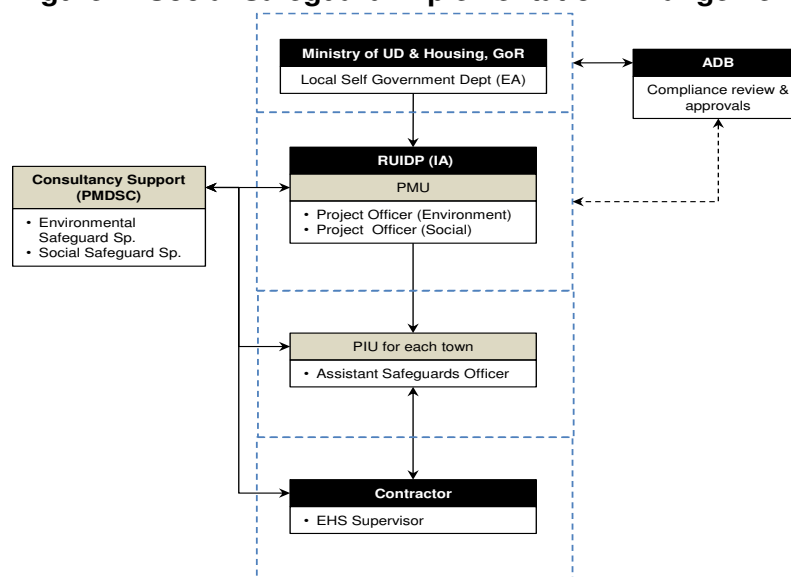 Ministry of UD & Housing, GoR
Local Self Government Dept (EA)
ADB
Compliance review &
approvals
RUIDP (IA)
PMU
• Project Officer (Environment)
• Project Officer (Social)
Consultancy Support
(PMDSC)
• Environmental
Safeguard Sp.
• Social Safeguard Sp.
PIU for each town
• Assistant Safeguards Officer
Contractor
• EHS Supervisor